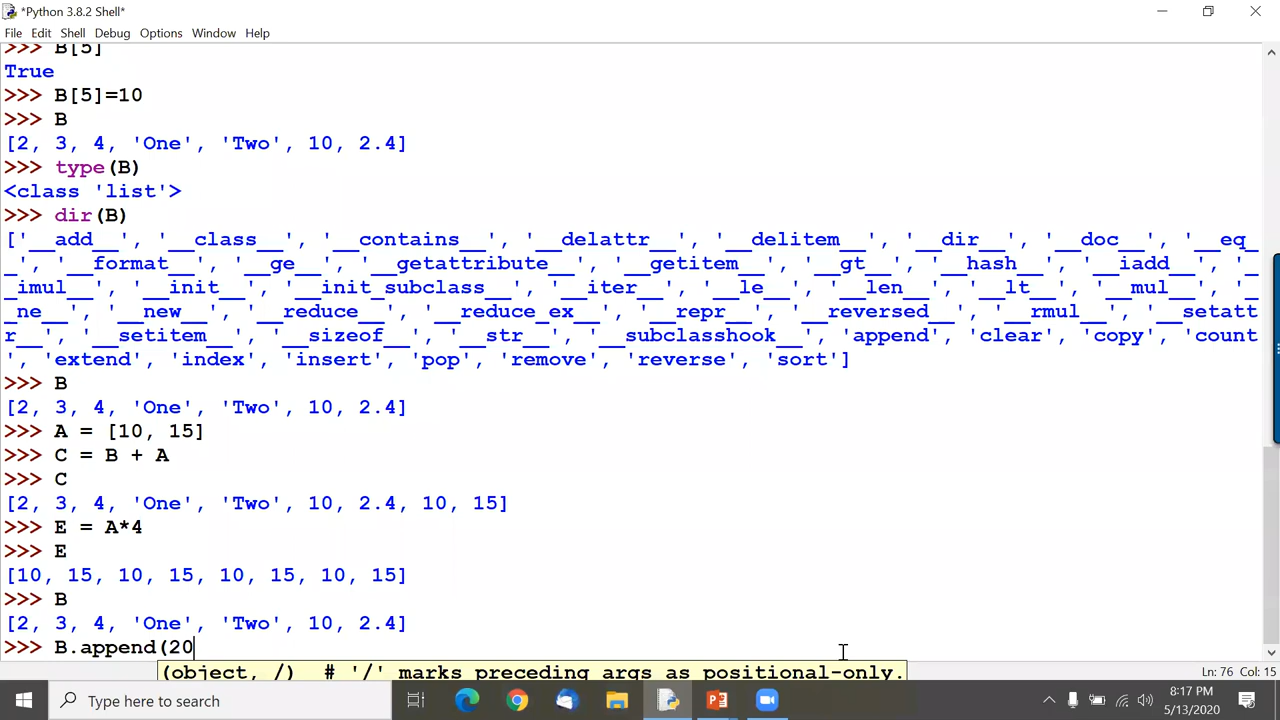 *Python 3.8.2 Shell*
File Edit Shell Debug Options Window Help
>>> B[5]
True
>>> B[5]=10
>>> B
[2, 3, 4, 'One', 'Two', 10, 2.4]
>>> type(B)
<class 'list'>
>>> dir(B)
['__add__', '__class__', '__contains__', '__delattr__', '__delitem__', '__dir__', '__doc__', '__eq_
_', '__format__', '__ge__', '__getattribute__', '__getitem__', '__gt__', '__hash__', '__iadd__', '_
_imul__', '__init__', '__init_subclass__', '__iter__', '__le__', '__len__', '__lt__', '__mul__', '_
_ne__', '__new__', '__reduce__', '__reduce_ex__', '__repr__', '__reversed__', '__rmul__', '__setatt
r__', '__setitem__', '__sizeof__', '__str__', '__subclasshook__', 'append', 'clear', 'copy', 'count
', 'extend', 'index', 'insert', 'pop', 'remove', 'reverse', 'sort']
>>> B
[2, 3, 4, 'One', 'Two', 10, 2.4]
>>> A = [10, 15]
>>> C = B + A
>>> C
[2, 3, 4, 'One', 'Two', 10, 2.4, 10, 15]
>>> E = A*4
>>> E
[10, 15, 10, 15, 10, 15, 10, 15]
>>> B
[2, 3, 4, 'One', 'Two', 10, 2.4]
>>> B.append(20
(object, /) # '/' marks preceding args as positional-only.
Ln: 76 Col: 15
Type here to search
8:17 PM
5/13/2020